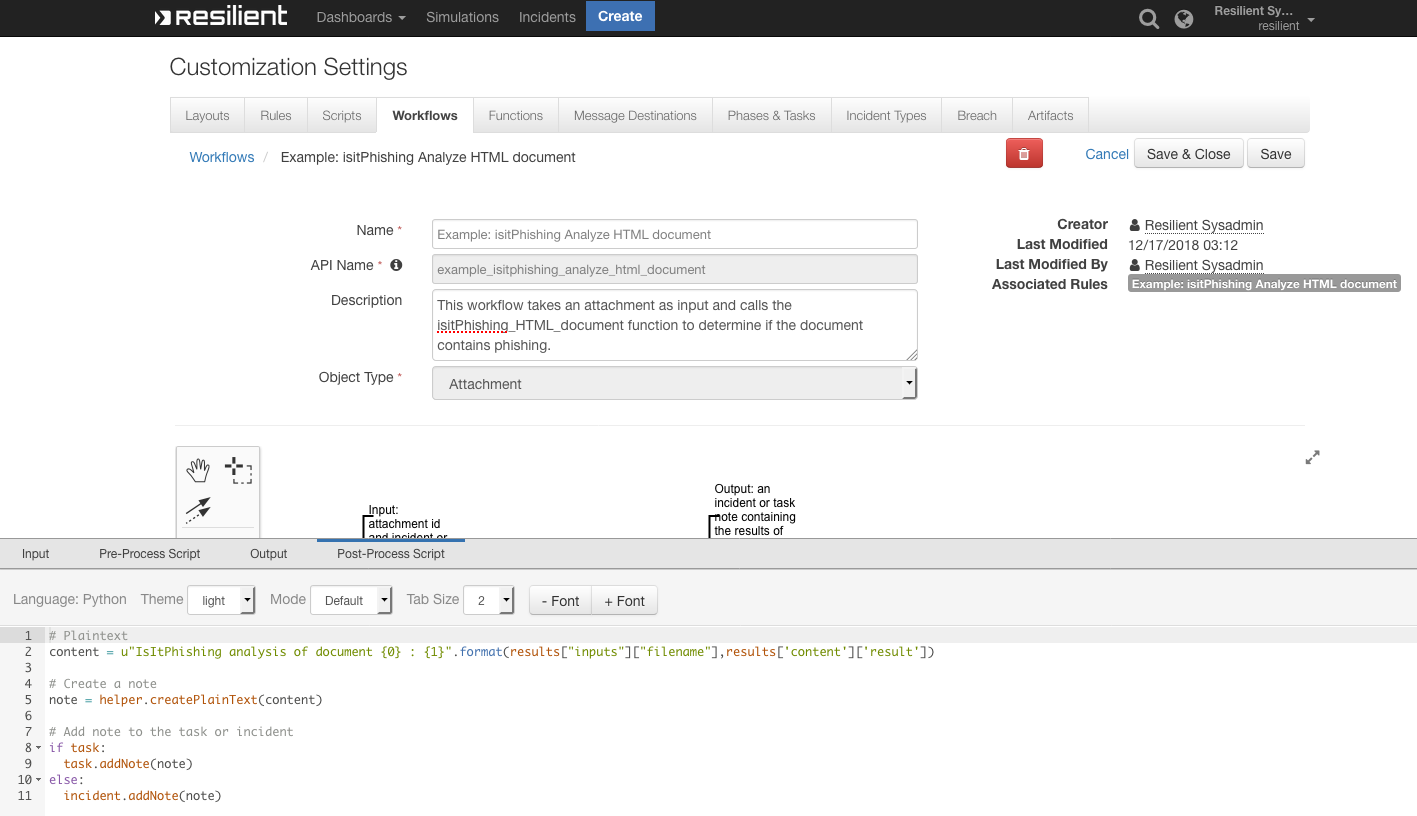 resilient
Dashboards Simulations Incidents Create
Resilient Sy...
resilient
Customization Settings
Layouts Rules Scripts Workflows Functions Message Destinations Phases & Tasks Incident Types Breach Artifacts
Workflows / Example: isitPhishing Analyze HTML document
Cancel Save & Close Save
Name * Example: isitPhishing Analyze HTML document
API Name * example_isitphishing_analyze_html_document
Description This workflow takes an attachment as input and calls the
isitPhishing_HTML_document function to determine if the document
contains phishing.
Object Type * Attachment
Creator Resilient Sysadmin
Last Modified 12/17/2018 03:12
Last Modified By Resilient Sysadmin
Associated Rules Example: isitPhishing Analyze HTML document
Input:
attachment id
and incident or
Output: an
incident or task
note containing
the results of
Input Pre-Process Script Output Post-Process Script
Language: Python Theme light Mode Default Tab Size 2 - Font + Font
1 # Plaintext
2 content = u"IsItPhishing analysis of document {0} : {1}".format(results["inputs"]["filename"],results['content']['result'])
3
4 # Create a note
5 note = helper.createPlainText(content)
6
7 # Add note to the task or incident
8 if task:
9   task.addNote(note)
10 else:
11   incident.addNote(note)